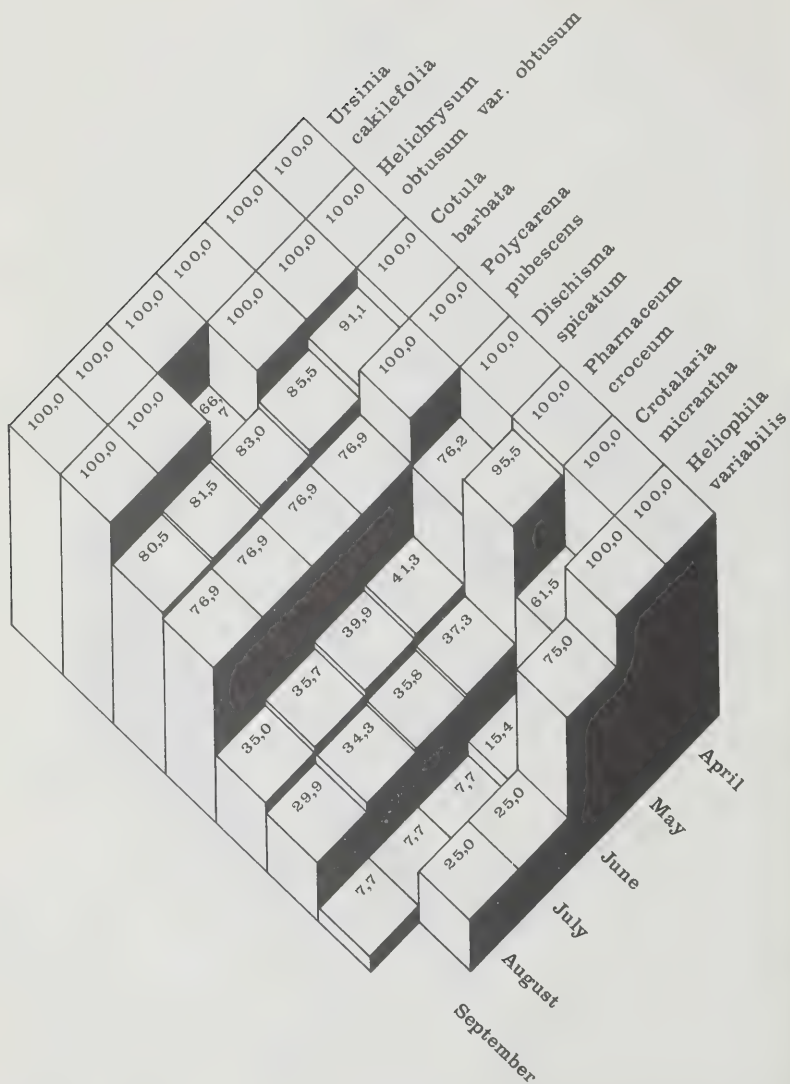 Ursinia
cakilefolia
Helichrysum
obtusum var. obtusum
Cotula
barbata
Polycarena
pubescens
Dischisma
spicatum
Pharnaceum
croceum
Crotalaria
micrantha
Heliophila
variabilis
100,0
100,0
100,0
100,0
100,0
100,0
100,0
100,0
100,0
66,
7
100,0
100,0
100,0
91,1
85,5
83,0
81,5
80,5
100,0
100,0
76,9
76,9
76,9
76,9
100,0
76,2
41,3
39,9
35,7
35,0
100,0
95,5
37,3
35,8
34,3
29,9
100,0
61,5
15,4
7,7
7,7
7,7
100,0
100,0
75,0
25,0
25,0
April
May
June
July
August
September